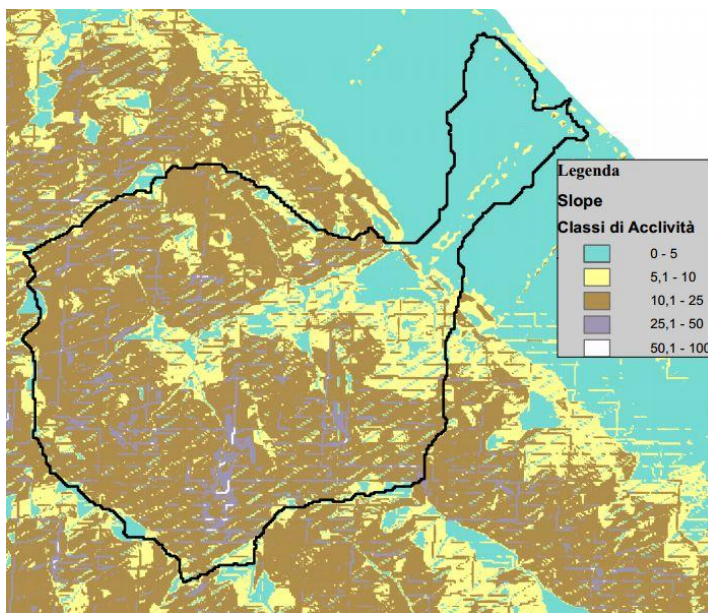 Legenda
Slope
Classi di Acclività
0 - 5
5,1 - 10
10,1 - 25
25,1 - 50
50,1 - 100